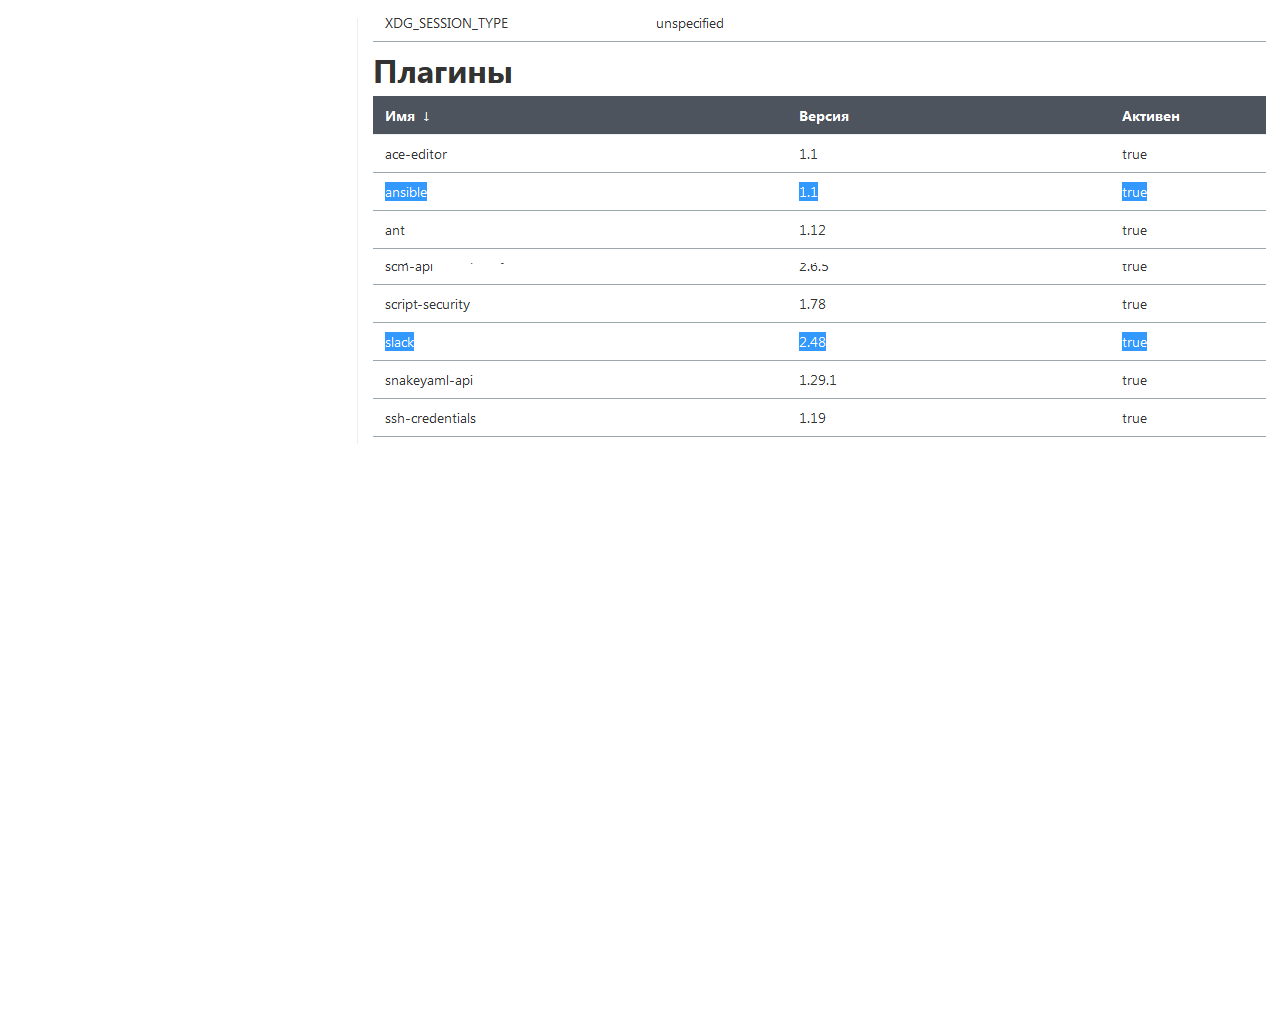 XDG_SESSION_TYPE unspecified
Плагины
Имя ↓ Версия Активен
ace-editor 1.1 true
ansible 1.1 true
ant 1.12 true
scm-api 2.6.5 true
script-security 1.78 true
slack 2.48 true
snakeyaml-api 1.29.1 true
ssh-credentials 1.19 true